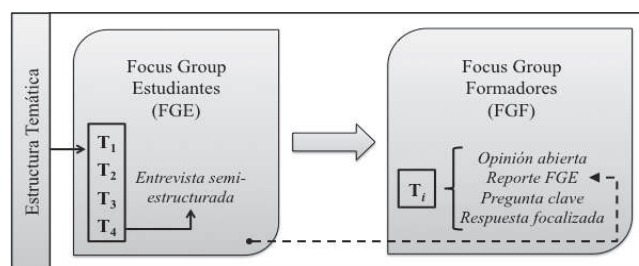 Estructura Temática
Focus Group
Estudiantes
(FGE)
T1
T2
T3
T4
Entrevista semi-
estructurada
Focus Group
Formadores
(FGF)
Ti
Opinión abierta
Reporte FGE
Pregunta clave
Respuesta focalizada